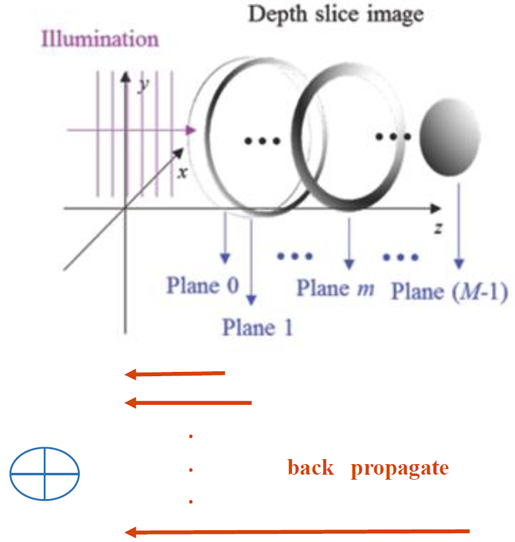 Depth slice image
Illumination
y
x
z
Plane 0
Plane m
Plane (M-1)
Plane 1
back propagate